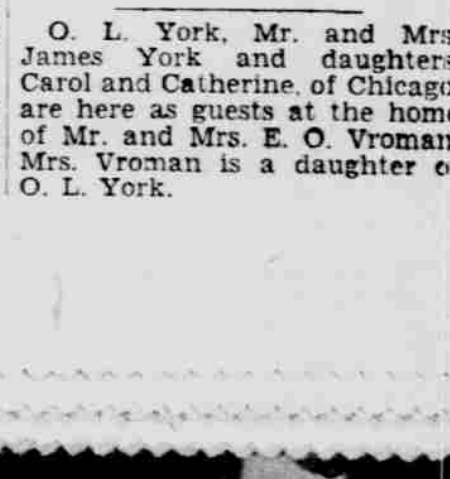 O. L. York, Mr. and Mrs
James York and daughters
Carol and Catherine, of Chicago
are here as guests at the home
of Mr. and Mrs. E. O. Vroman
Mrs. Vroman is a daughter o
O. L. York.